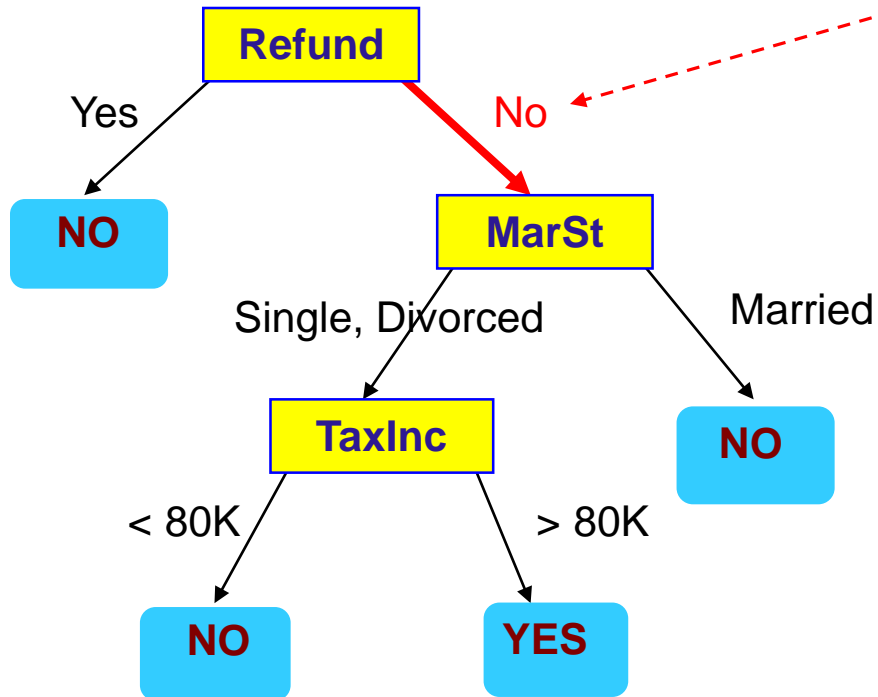 Refund
Yes
No
NO
MarSt
Single, Divorced
Married
TaxInc
NO
< 80K
> 80K
NO
YES